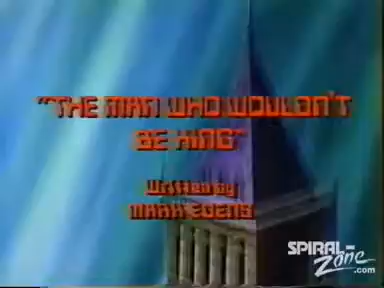 "THE MAN WHO WOULDN'T
BE KING"
Written by
MARK EDENS
SPIRAL-
Zone
.com